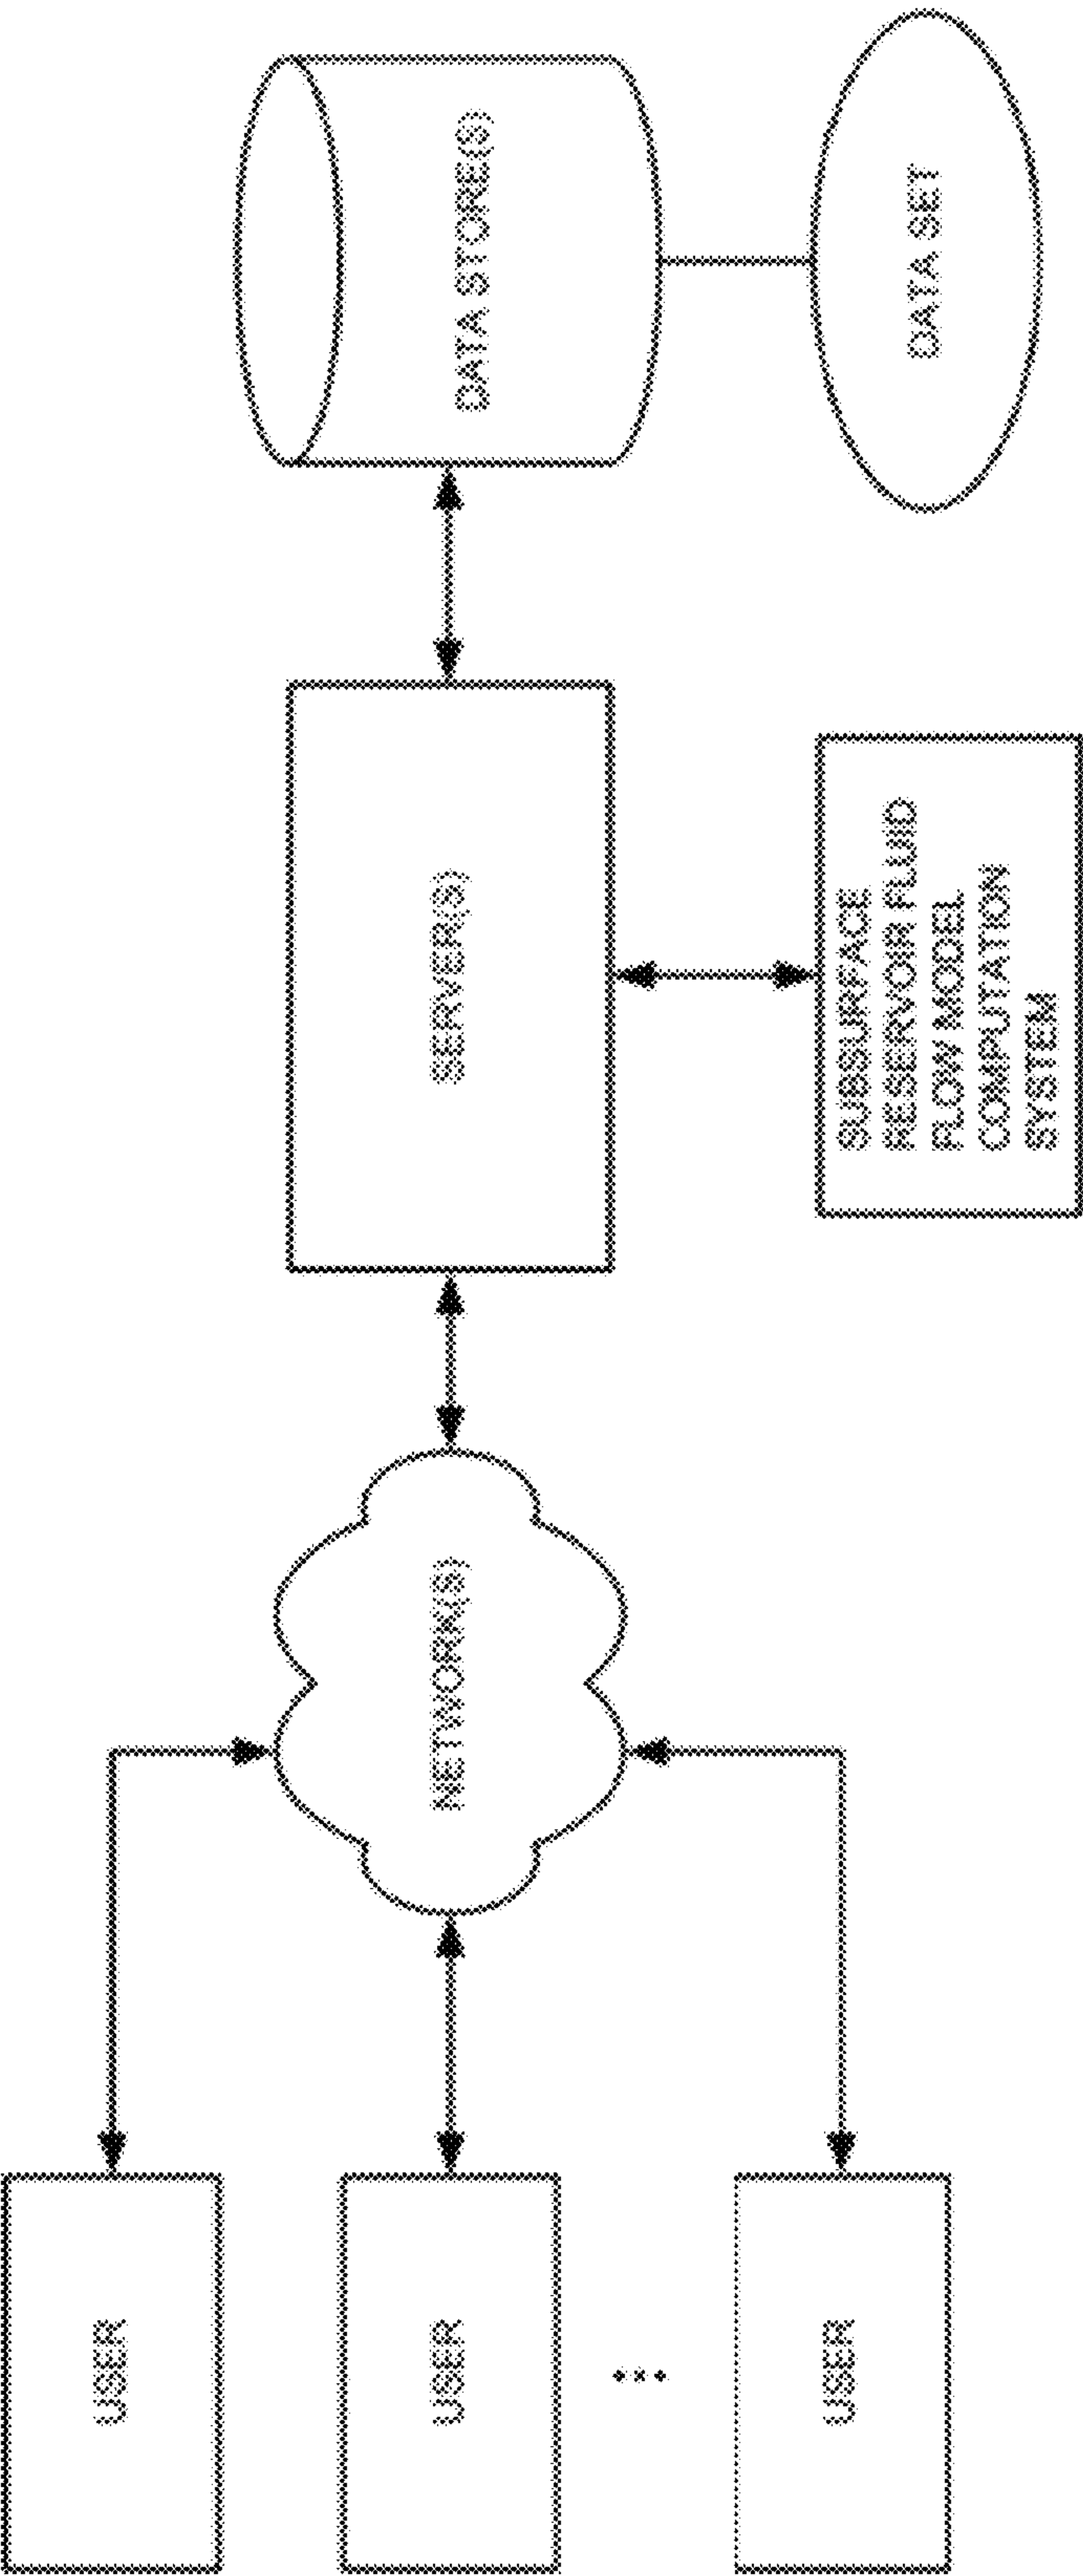 USER
USER
...
USER
NETWORK(S)
SERVER(S)
SUBSURFACE
RESERVOIR FLUID
FLOW MODEL
COMPUTATION
SYSTEM
DATA STORE(S)
DATA SET